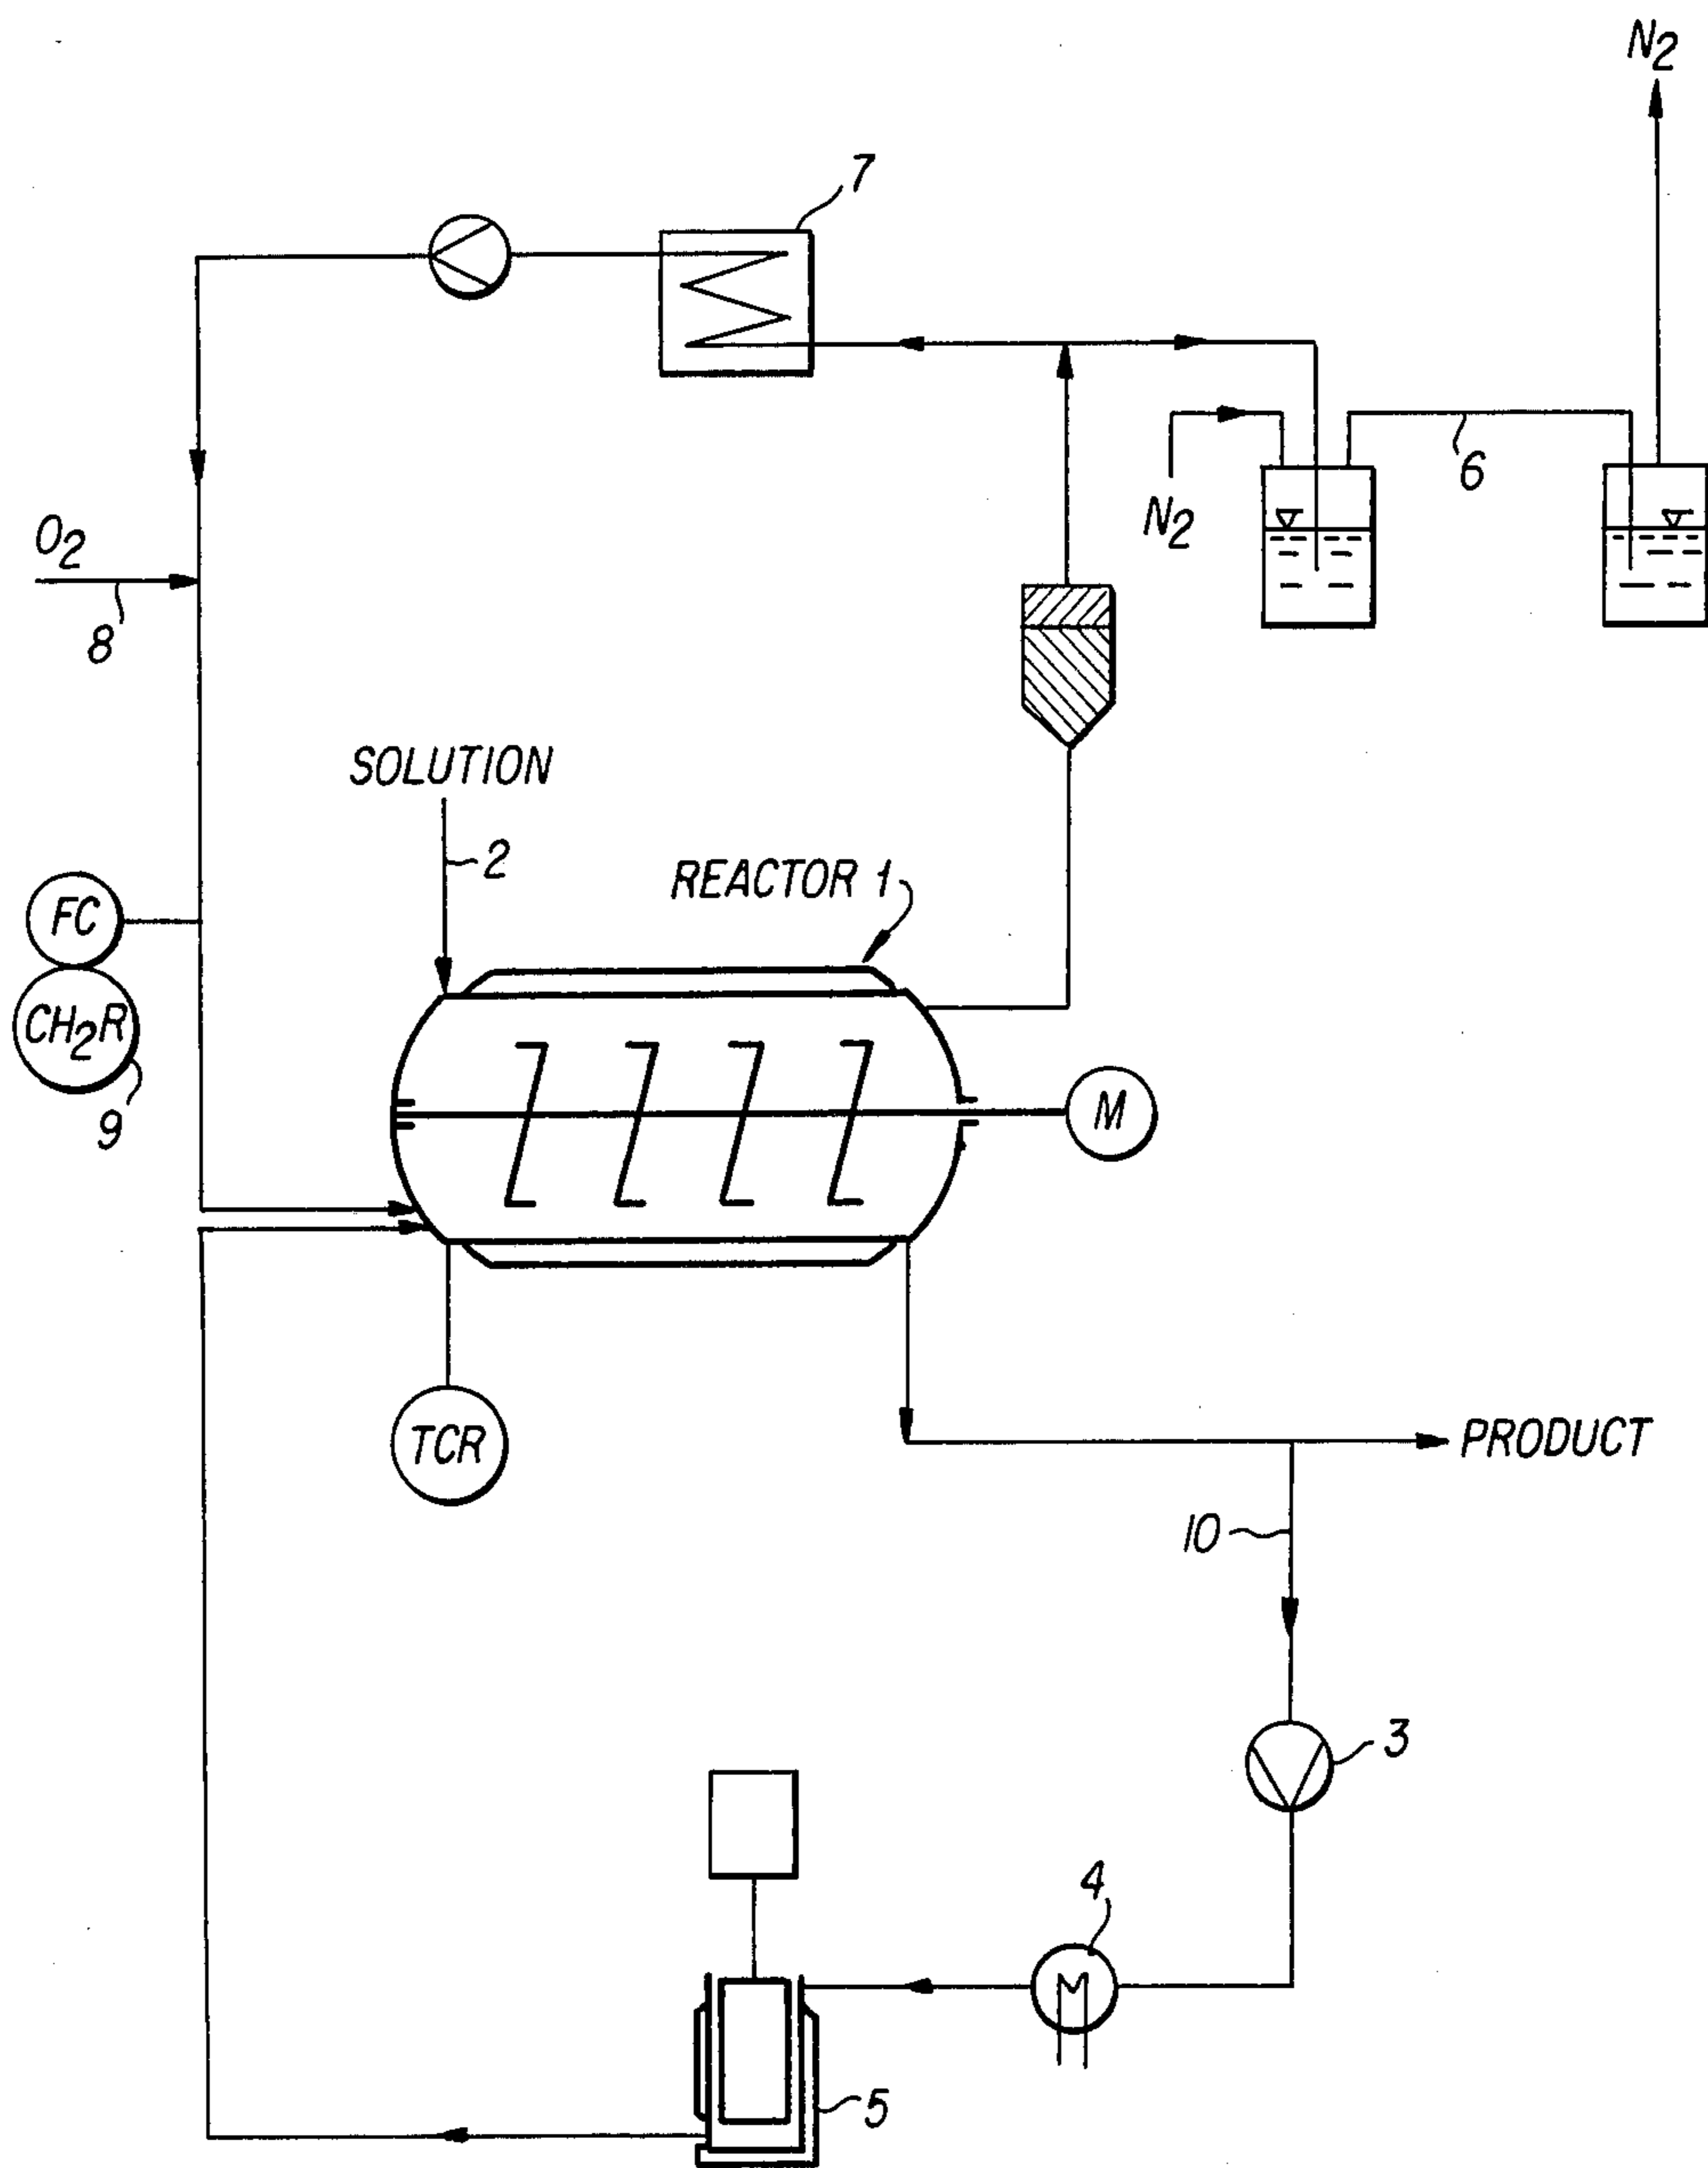 N2
7
6
N2
O2
8
SOLUTION
2
REACTOR 1
FC
CH2R
9
M
TCR
PRODUCT
10
3
4
5